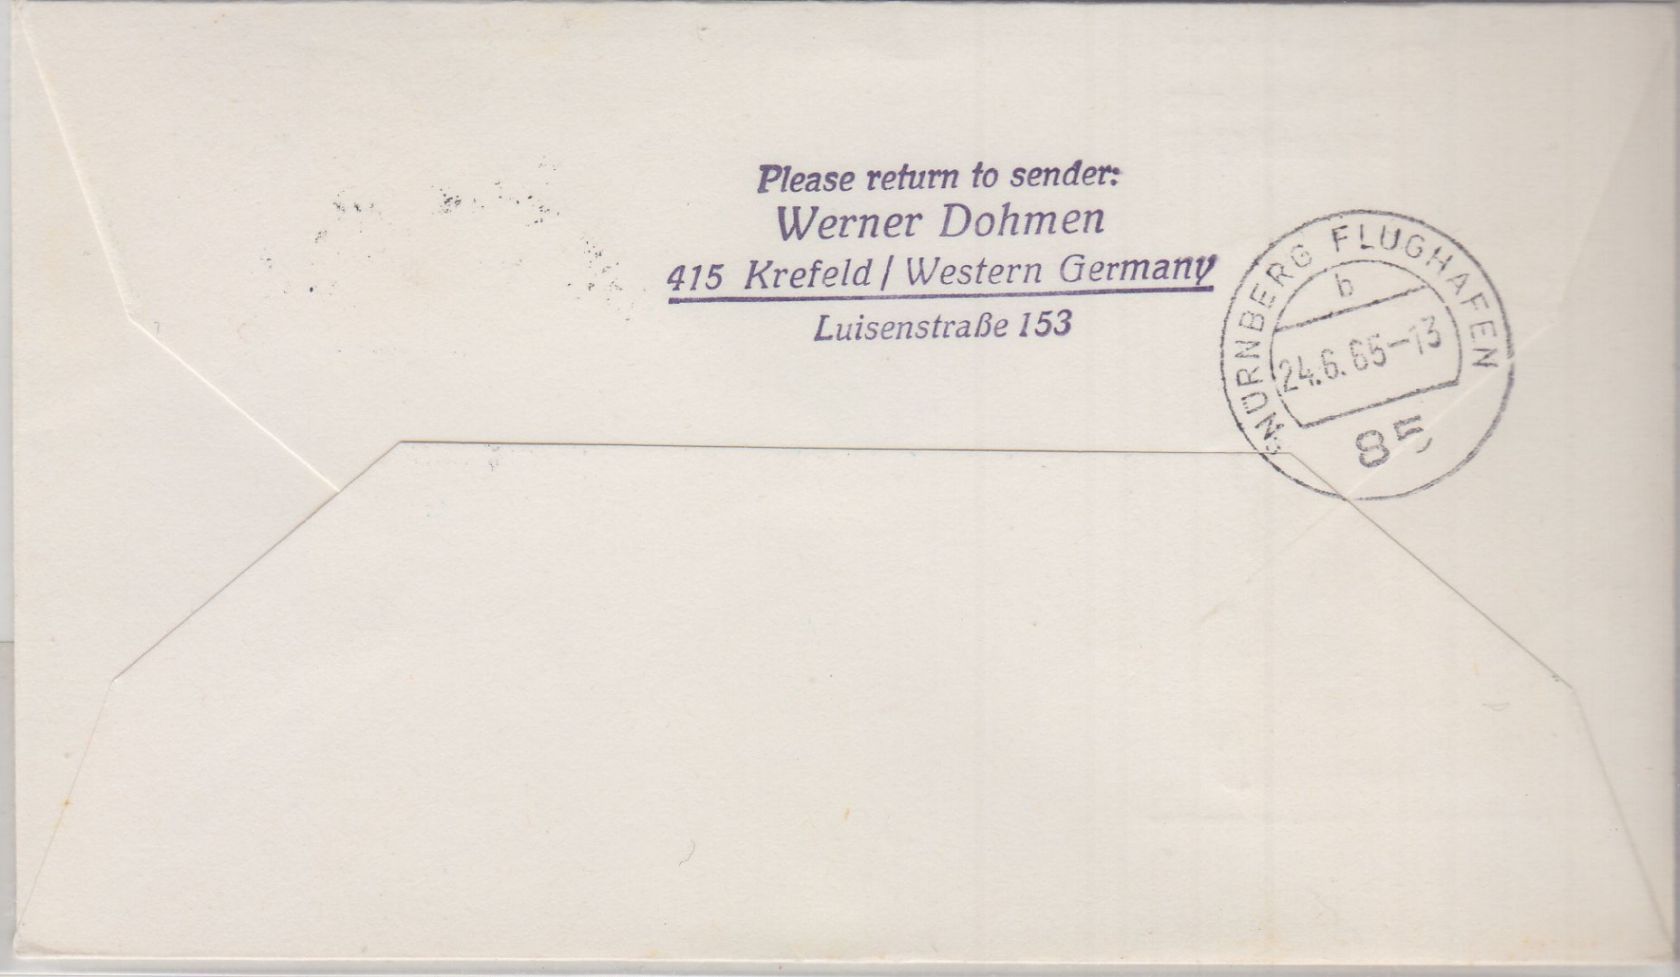 Please return to sender:
Werner Dohmen
415 Krefeld / Western Germany
Luisenstraße 153
NÜRNBERG FLUGHAFEN
b
24.6.65-13
85